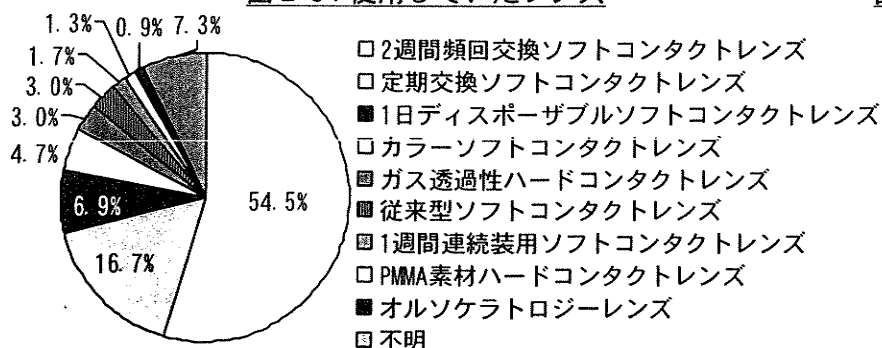 1.3% 0.9% 7.3%
1.7%
3.0%
3.0%
4.7%
6.9%
16.7%
54.5%
□2週間頻回交換ソフトコンタクトレンズ
□定期交換ソフトコンタクトレンズ
■1日ディスポーザブルソフトコンタクトレンズ
□カラーソフトコンタクトレンズ
■ガス透過性ハードコンタクトレンズ
■従来型ソフトコンタクトレンズ
■1週間連続装用ソフトコンタクトレンズ
□PMMA素材ハードコンタクトレンズ
■オルソケラトロジーレンズ
□不明